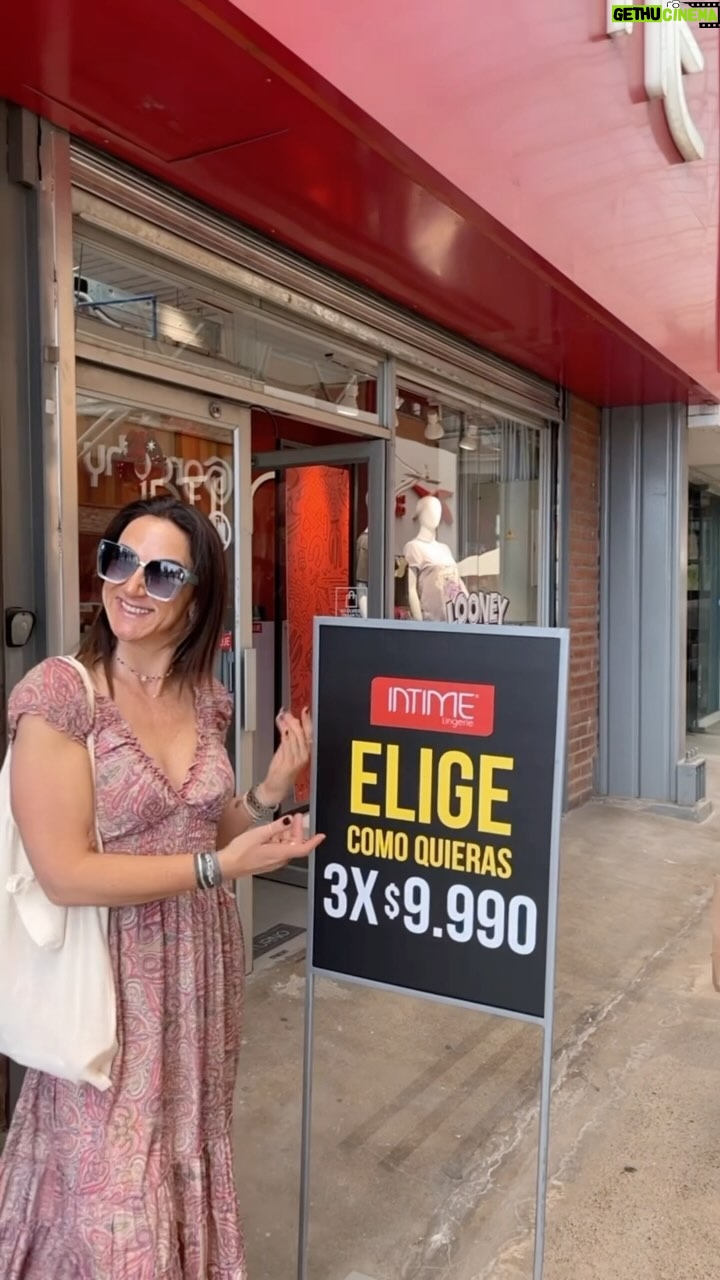 GETHUCINEMA
LOONEY
INTIME
Lingerie
ELIGE
COMO QUIERAS
3X $9.990